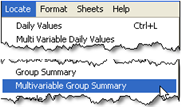 Locate Format Sheets Help
Daily Values Ctrl+L
Multi Variable Daily Values
Group Summary
Multivariable Group Summary